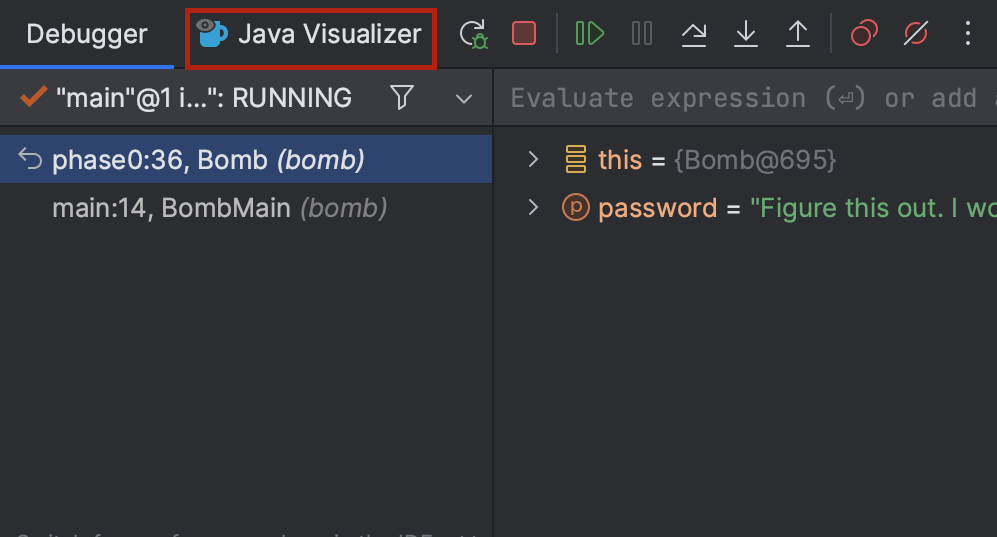 Debugger
Java Visualizer
"main"@1 i...": RUNNING
Evaluate expression (⏎) or add
phase0:36, Bomb (bomb)
main:14, BombMain (bomb)
this = {Bomb@695}
p password = "Figure this out. I wo